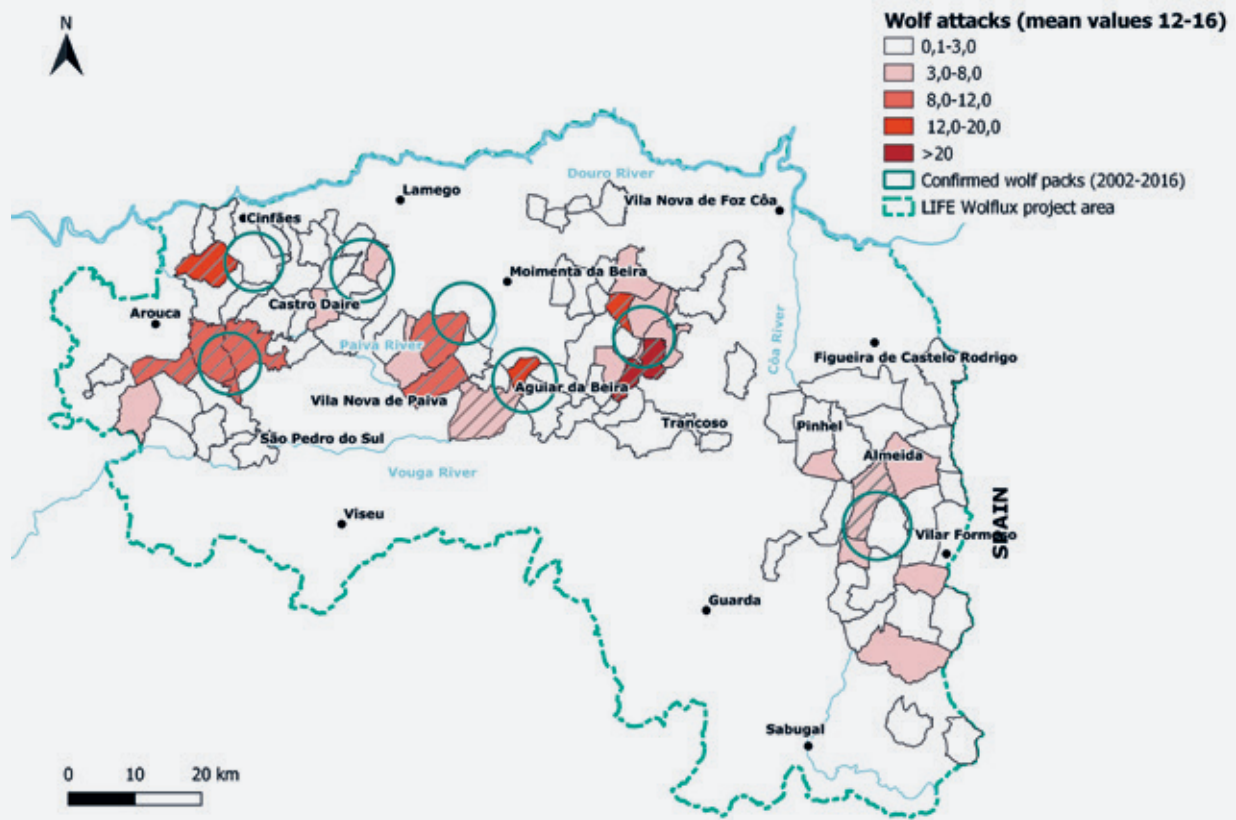 N
Wolf attacks (mean values 12-16)
0,1-3,0
3,0-8,0
8,0-12,0
12,0-20,0
>20
Confirmed wolf packs (2002-2016)
LIFE Wolflux project area
Douro River
Lamego
Vila Nova de Foz Côa
Cinfães
Moimenta da Beira
Castro Daire
Arouca
Paiva River
Côa River
Figueira de Castelo Rodrigo
Aguiar da Beira
Vila Nova de Paiva
Trancoso
Pinhel
São Pedro do Sul
Almeida
Vouga River
Viseu
SPAIN
Vilar Formoso
Guarda
Sabugal
0 10 20 km